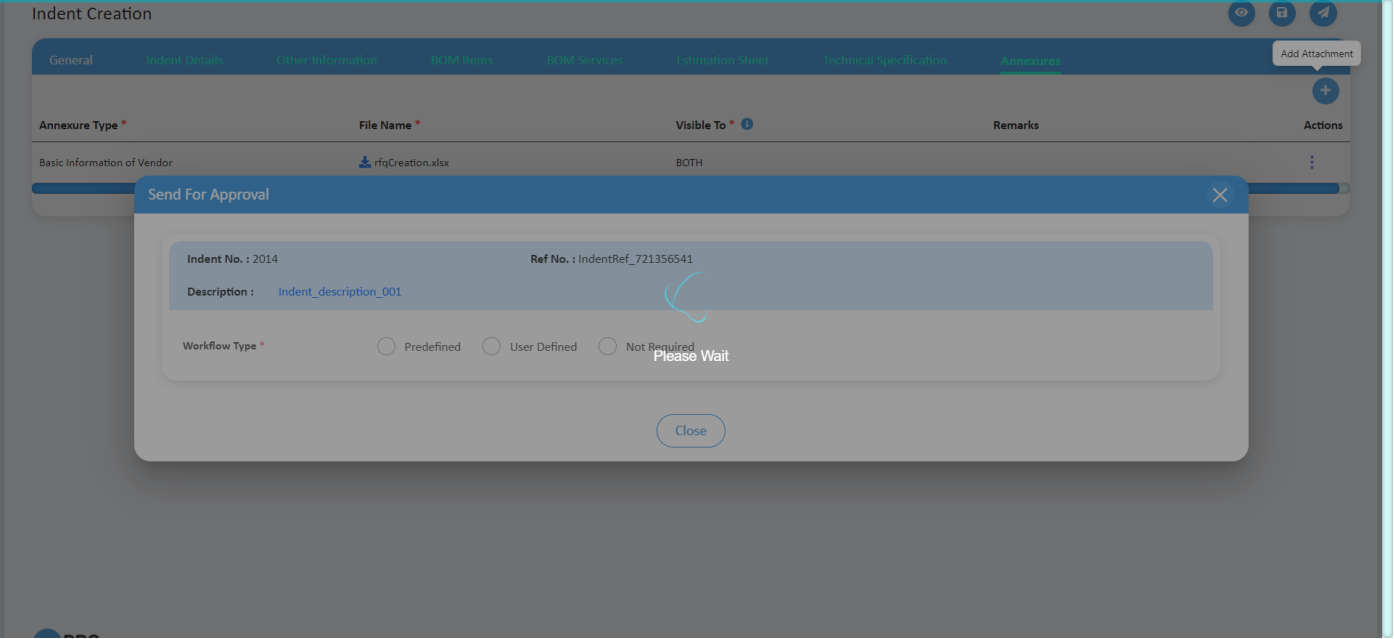 Indent Creation
Add Attachment
General Indent Details Other Information BOM Items BOM Services Estimation Sheet Technical Specification Annexures
Annexure Type * File Name * Visible To * Remarks Actions
Basic Information of Vendor rfqCreation.xlsx BOTH
Send For Approval
Indent No. : 2014 Ref No. : IndentRef_721356541
Description : Indent_description_001
Workflow Type * Predefined User Defined Not Required
Please Wait
Close